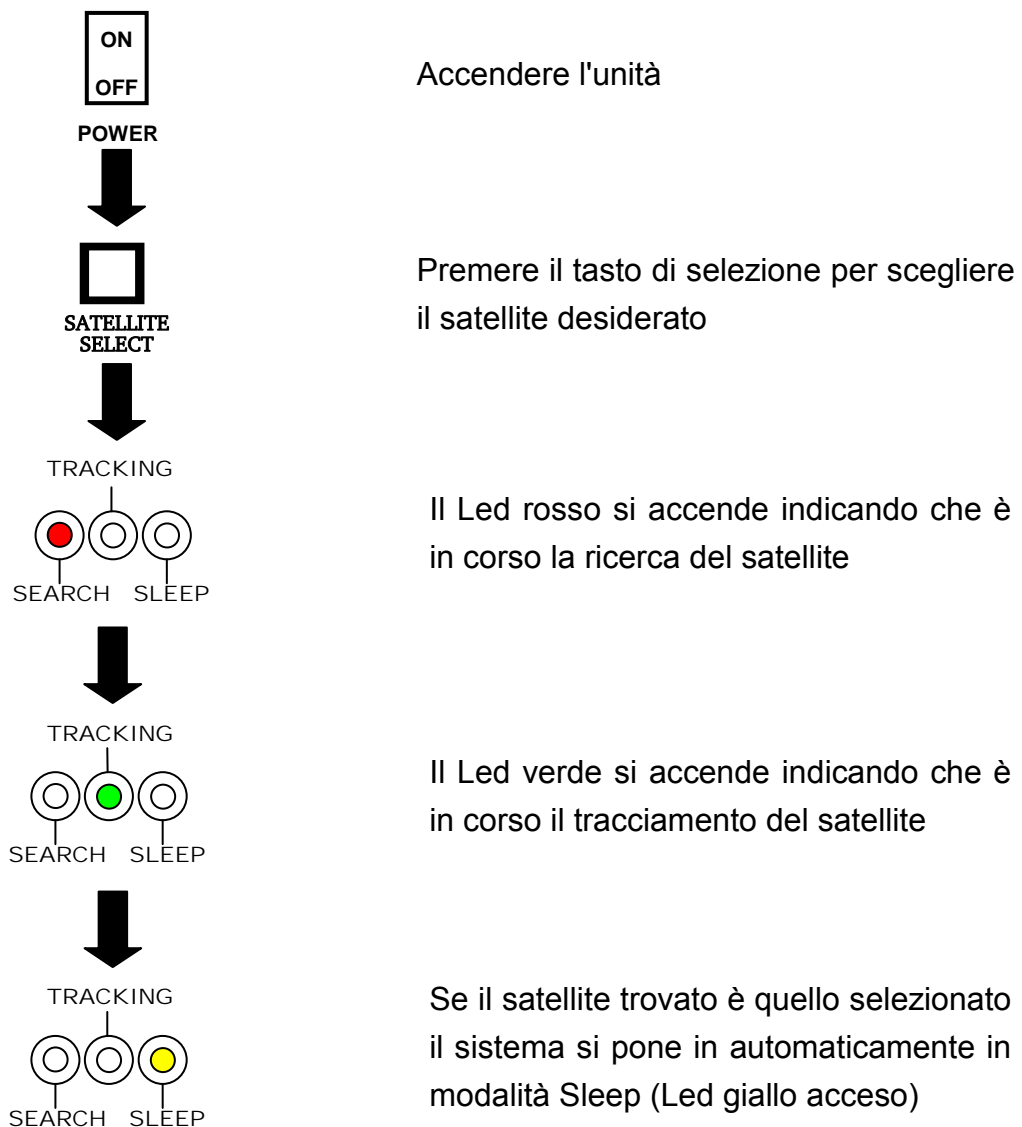 ON
OFF
POWER
Accendere l'unità
SATELLITE
SELECT
Premere il tasto di selezione per scegliere
il satellite desiderato
TRACKING
SEARCH SLEEP
Il Led rosso si accende indicando che è
in corso la ricerca del satellite
TRACKING
SEARCH SLEEP
Il Led verde si accende indicando che è
in corso il tracciamento del satellite
TRACKING
SEARCH SLEEP
Se il satellite trovato è quello selezionato
il sistema si pone in automaticamente in
modalità Sleep (Led giallo acceso)